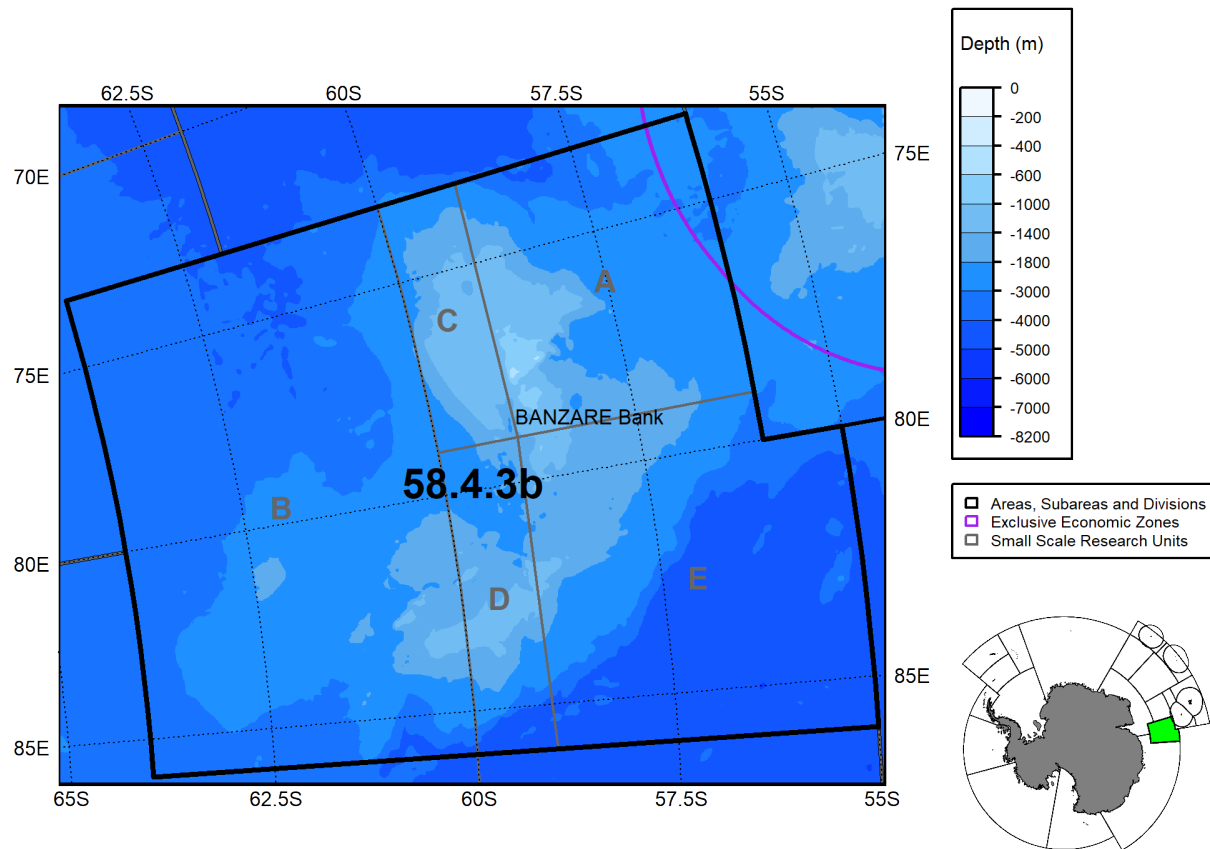 62.5S 60S 57.5S 55S
70E
75E
80E
85E
75E
80E
85E
A
C
BANZARE Bank
58.4.3b
B
D
E
65S 62.5S 60S 57.5S 55S
Depth (m)
0
-200
-400
-600
-1000
-1400
-1800
-3000
-4000
-5000
-6000
-7000
-8200
Areas, Subareas and Divisions
Exclusive Economic Zones
Small Scale Research Units